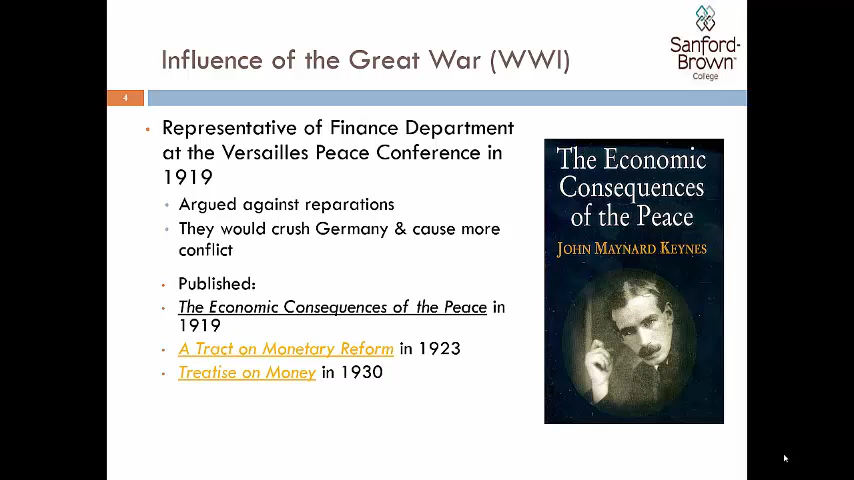 Influence of the Great War (WWI)
Sanford-
Brown™
College
4
• Representative of Finance Department
at the Versailles Peace Conference in
1919
• Argued against reparations
• They would crush Germany & cause more
conflict
• Published:
• The Economic Consequences of the Peace in
1919
• A Tract on Monetary Reform in 1923
• Treatise on Money in 1930
The Economic
Consequences
of the Peace
JOHN MAYNARD KEYNES